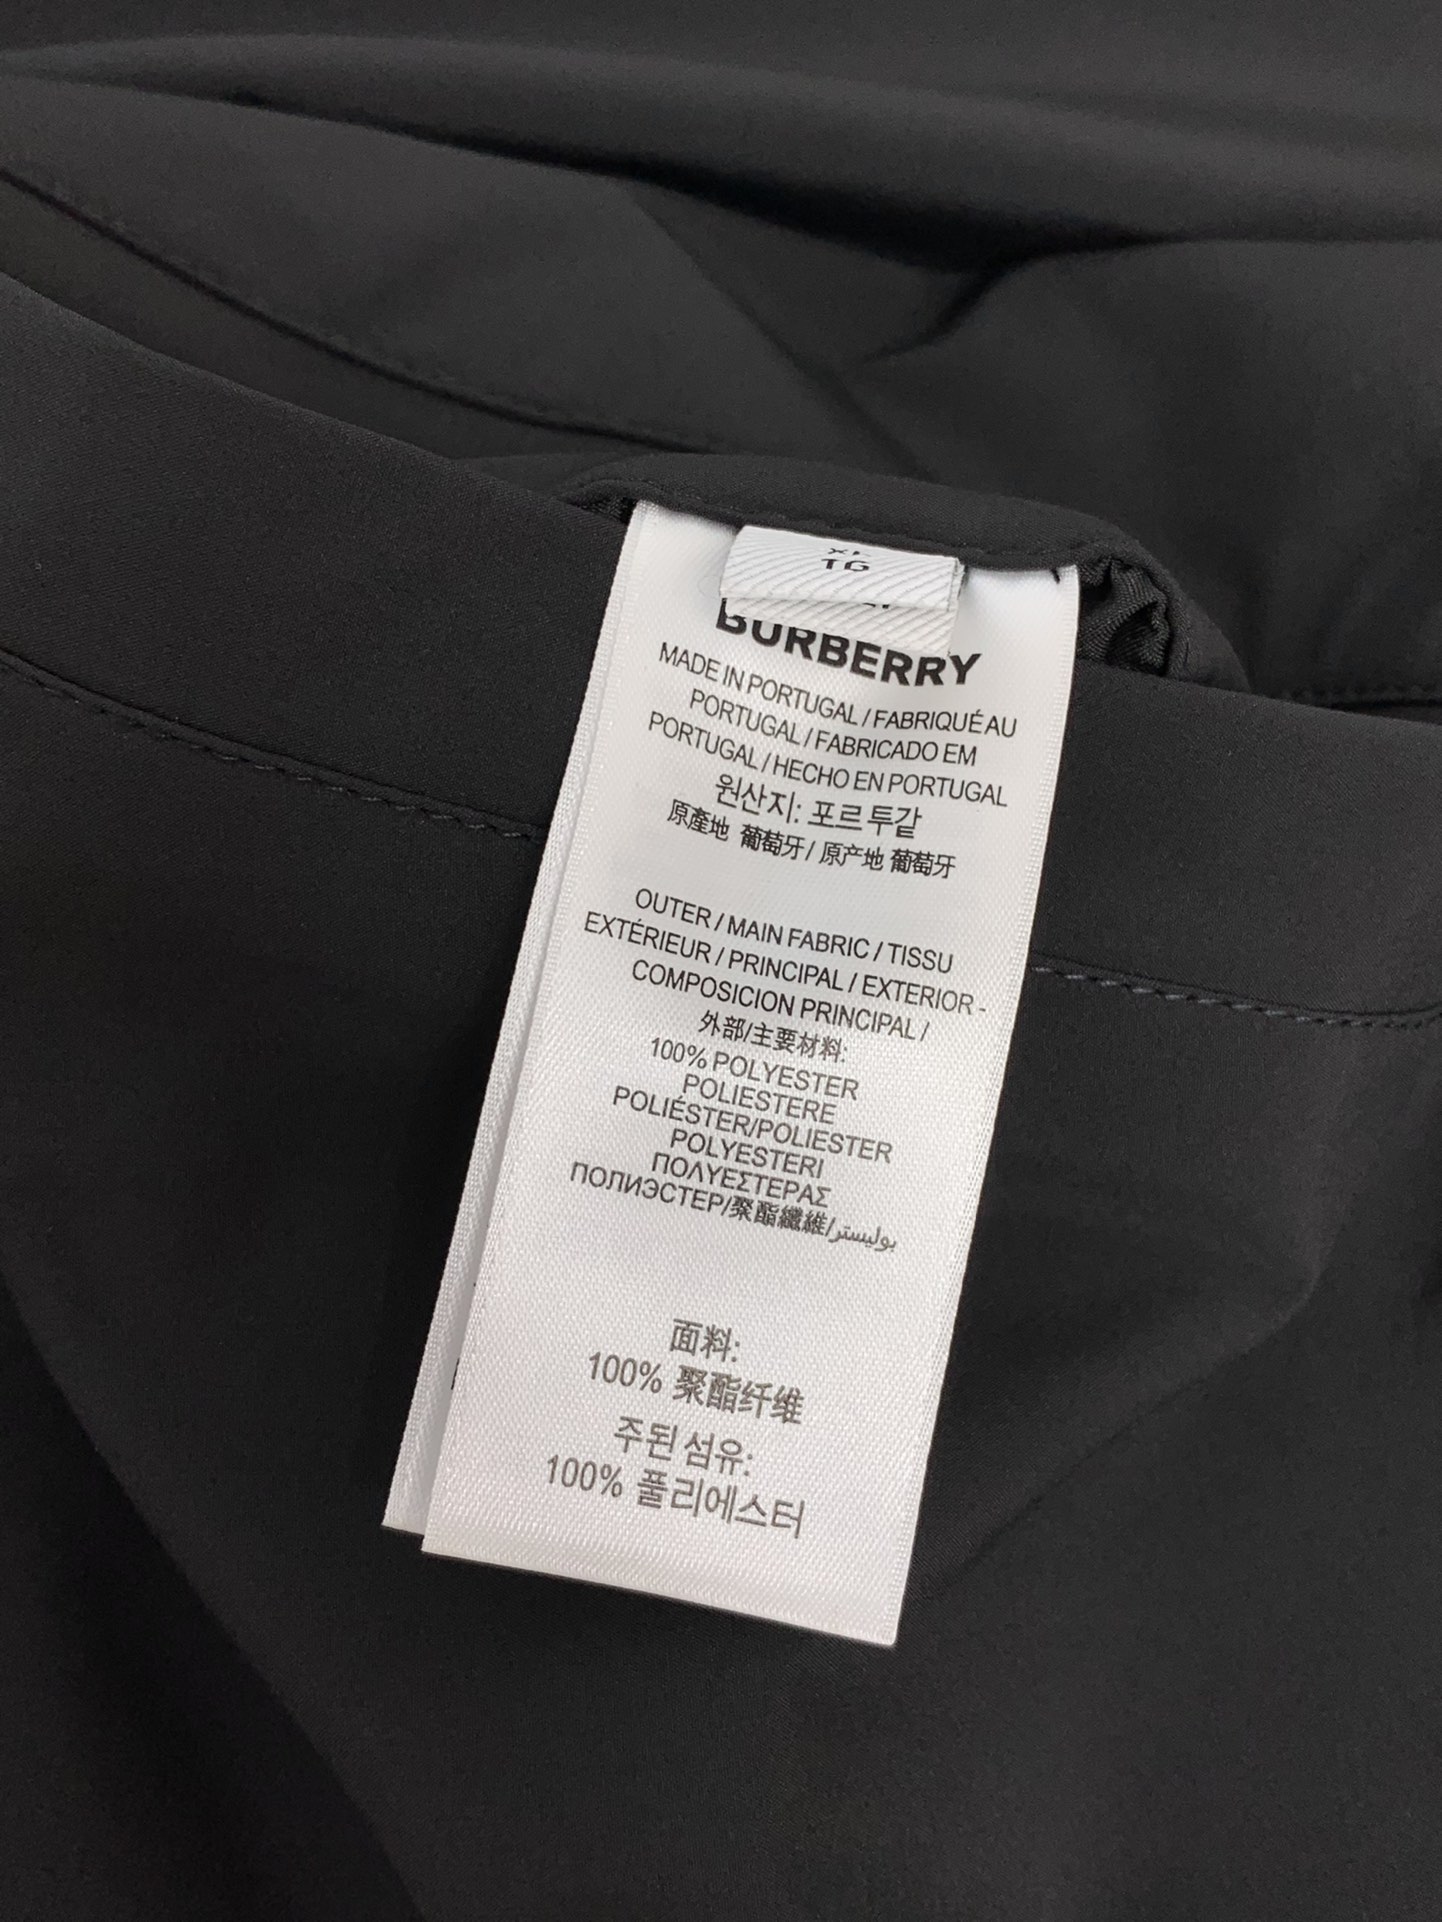 XL
TG
BURBERRY
MADE IN PORTUGAL / FABRIQUÉ AU
PORTUGAL / FABRICADO EM
PORTUGAL / HECHO EN PORTUGAL
원산지: 포르투갈
原產地 葡萄牙 / 原产地 葡萄牙
OUTER / MAIN FABRIC / TISSU
EXTÉRIEUR / PRINCIPAL / EXTERIOR -
COMPOSICION PRINCIPAL /
外部/主要材料:
100% POLYESTER
POLIESTERE
POLIÉSTER/POLIESTER
POLYESTERI
ΠΟΛΥΕΣΤΕΡΑΣ
ПОЛИЭСТЕР/聚酯纖維/بوليستر
面料:
100% 聚酯纤维
주된 섬유:
100% 폴리에스터